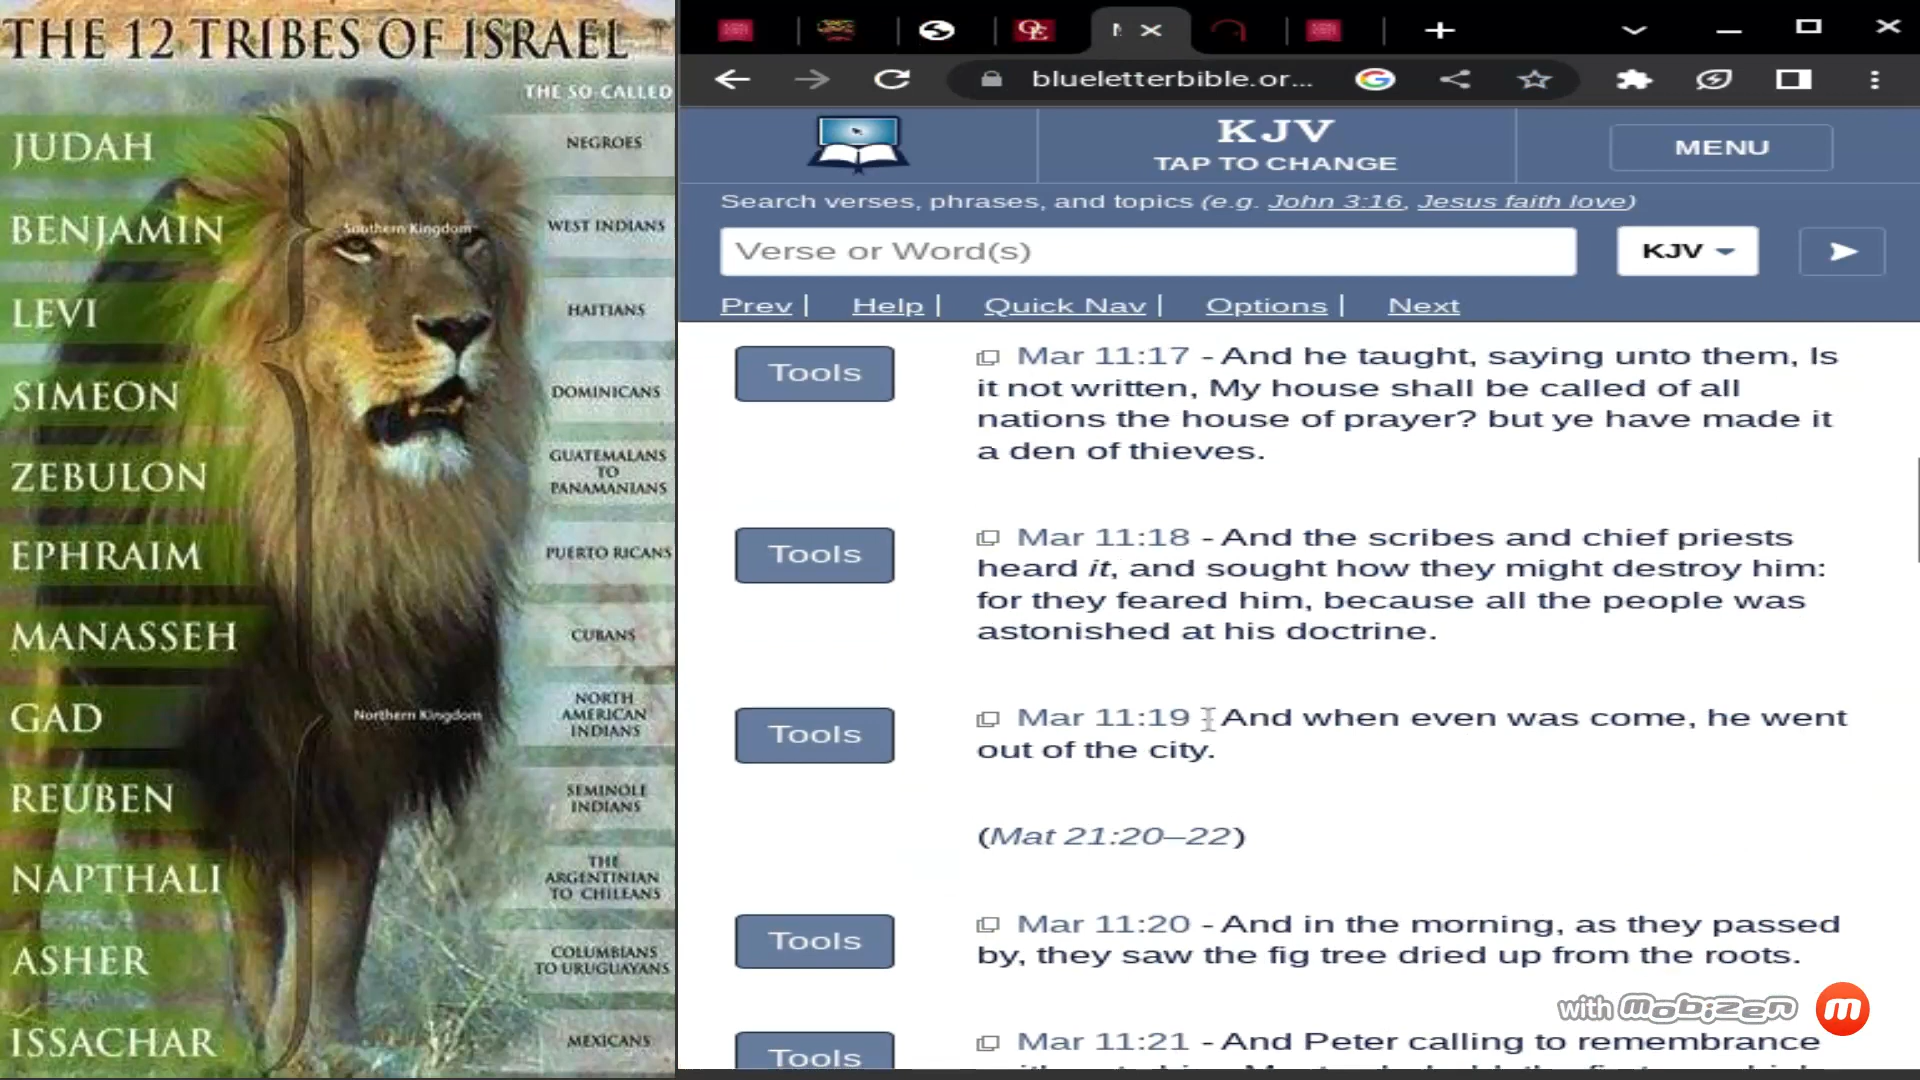 THE 12 TRIBES OF ISRAEL
THE SO-CALLED
JUDAH
NEGROES
BENJAMIN
Southern Kingdom
WEST INDIANS
LEVI
HAITIANS
SIMEON
DOMINICANS
ZEBULON
GUATEMALANS
TO
PANAMANIANS
EPHRAIM
PUERTO RICANS
MANASSEH
CUBANS
GAD
Northern Kingdom
NORTH
AMERICAN
INDIANS
REUBEN
SEMINOLE
INDIANS
NAPTHALI
THE
ARGENTINIAN
TO CHILEANS
ASHER
COLUMBIANS
TO URUGUAYANS
ISSACHAR
MEXICANS
blueletterbible.or...
KJV
TAP TO CHANGE
MENU
Search verses, phrases, and topics (e.g. John 3:16, Jesus faith love)
Verse or Word(s)
KJV
Prev | Help | Quick Nav | Options | Next
Tools
Mar 11:17 - And he taught, saying unto them, Is
it not written, My house shall be called of all
nations the house of prayer? but ye have made it
a den of thieves.
Tools
Mar 11:18 - And the scribes and chief priests
heard it, and sought how they might destroy him:
for they feared him, because all the people was
astonished at his doctrine.
Tools
Mar 11:19 And when even was come, he went
out of the city.
(Mat 21:20–22)
Tools
Mar 11:20 - And in the morning, as they passed
by, they saw the fig tree dried up from the roots.
with mobizen m
Tools
Mar 11:21 - And Peter calling to remembrance